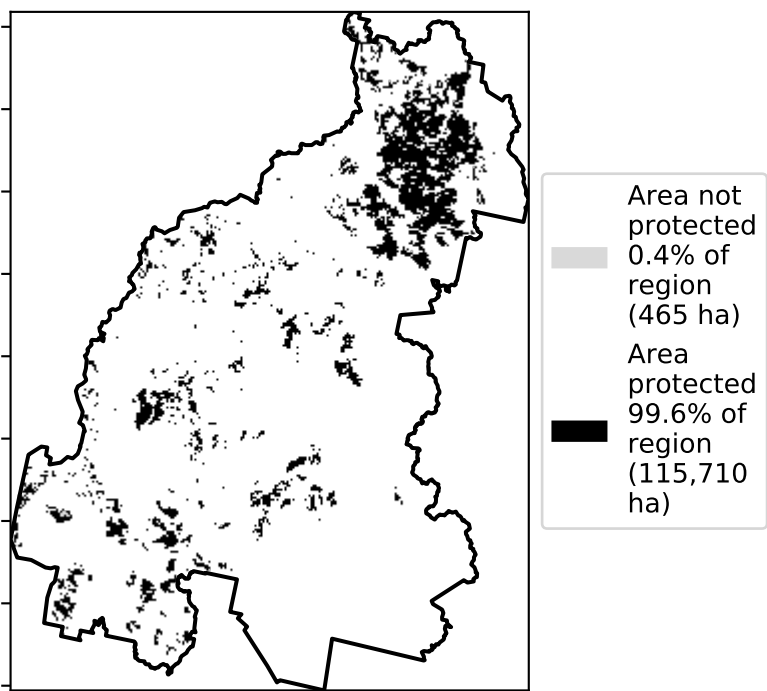 Area not
protected
0.4% of
region
(465 ha)
Area
protected
99.6% of
region
(115,710
ha)